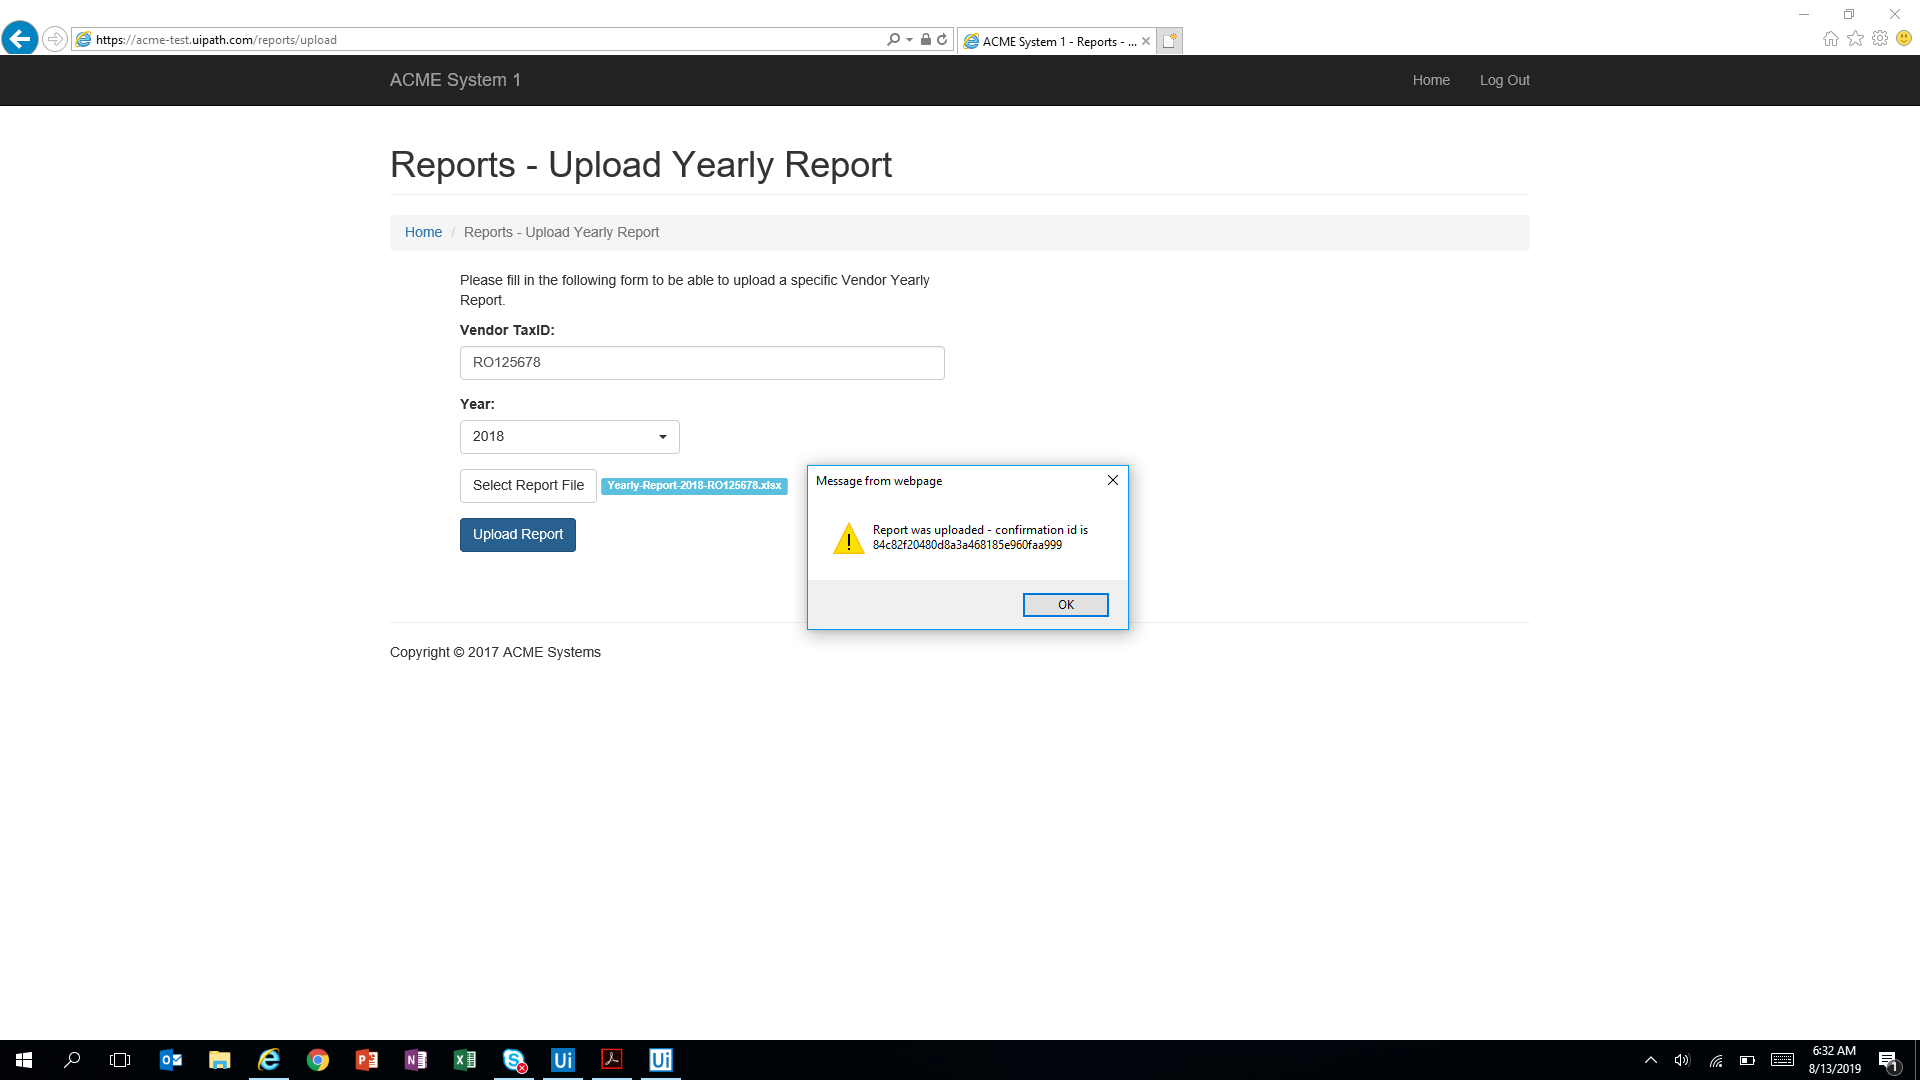 https://acme-test.uipath.com/reports/upload
ACME System 1 - Reports - ...
ACME System 1
Home
Log Out
Reports - Upload Yearly Report
Home / Reports - Upload Yearly Report
Please fill in the following form to be able to upload a specific Vendor Yearly
Report.
Vendor TaxID:
RO125678
Year:
2018
Select Report File
Yearly-Report-2018-RO125678.xlsx
Upload Report
Message from webpage
Report was uploaded - confirmation id is
84c82f20480d8a3a468185e960faa999
OK
Copyright © 2017 ACME Systems
6:32 AM
8/13/2019
1